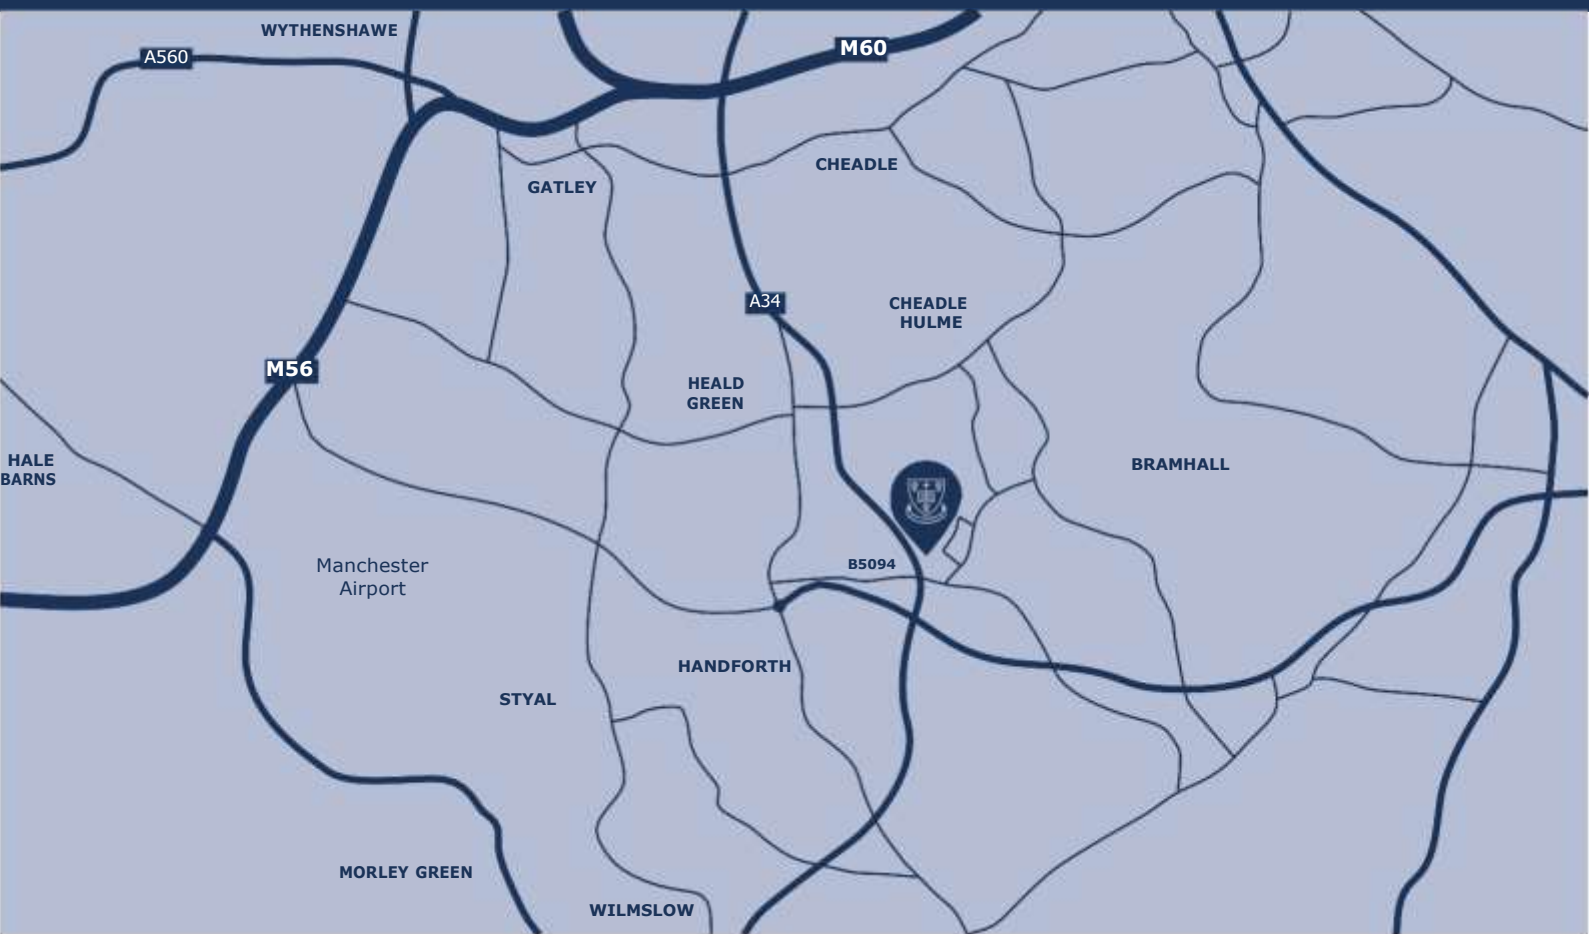 WYTHENSHAWE
A560
M60
CHEADLE
GATLEY
A34
CHEADLE
HULME
M56
HEALD
GREEN
HALE
BARNS
BRAMHALL
Manchester
Airport
B5094
HANDFORTH
STYAL
MORLEY GREEN
WILMSLOW